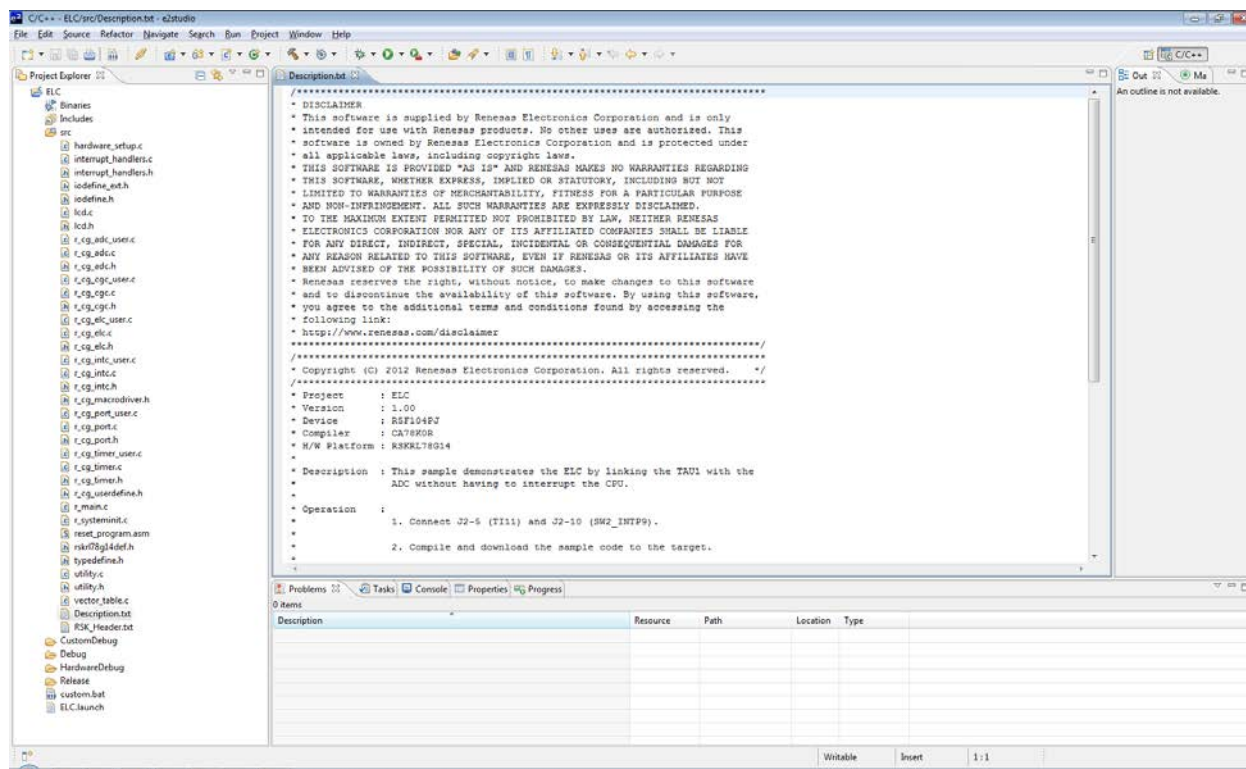 C/C++ - ELC/src/Description.txt - e2studio
File Edit Source Refactor Navigate Search Run Project Window Help
C/C++
Project Explorer
Description.txt
Out Ma
An outline is not available.
ELC
Binaries
Includes
src
hardware_setup.c
interrupt_handlers.c
interrupt_handlers.h
iodefine_ext.h
iodefine.h
lcd.c
lcd.h
r_cg_adc_user.c
r_cg_adc.c
r_cg_adc.h
r_cg_cgc_user.c
r_cg_cgc.c
r_cg_cgc.h
r_cg_elc_user.c
r_cg_elc.c
r_cg_elc.h
r_cg_intc_user.c
r_cg_intc.c
r_cg_intc.h
r_cg_macrodriver.h
r_cg_port_user.c
r_cg_port.c
r_cg_port.h
r_cg_timer_user.c
r_cg_timer.c
r_cg_timer.h
r_cg_userdefine.h
r_main.c
r_systeminit.c
reset_program.asm
rskrl78g14def.h
typedefine.h
utility.c
utility.h
vector_table.c
Description.txt
RSK_Header.txt
CustomDebug
Debug
HardwareDebug
Release
custom.bat
ELC.launch
/*******************************************************************************
* DISCLAIMER
* This software is supplied by Renesas Electronics Corporation and is only
* intended for use with Renesas products. No other uses are authorized. This
* software is owned by Renesas Electronics Corporation and is protected under
* all applicable laws, including copyright laws.
* THIS SOFTWARE IS PROVIDED "AS IS" AND RENESAS MAKES NO WARRANTIES REGARDING
* THIS SOFTWARE, WHETHER EXPRESS, IMPLIED OR STATUTORY, INCLUDING BUT NOT
* LIMITED TO WARRANTIES OF MERCHANTABILITY, FITNESS FOR A PARTICULAR PURPOSE
* AND NON-INFRINGEMENT. ALL SUCH WARRANTIES ARE EXPRESSLY DISCLAIMED.
* TO THE MAXIMUM EXTENT PERMITTED NOT PROHIBITED BY LAW, NEITHER RENESAS
* ELECTRONICS CORPORATION NOR ANY OF ITS AFFILIATED COMPANIES SHALL BE LIABLE
* FOR ANY DIRECT, INDIRECT, SPECIAL, INCIDENTAL OR CONSEQUENTIAL DAMAGES FOR
* ANY REASON RELATED TO THIS SOFTWARE, EVEN IF RENESAS OR ITS AFFILIATES HAVE
* BEEN ADVISED OF THE POSSIBILITY OF SUCH DAMAGES.
* Renesas reserves the right, without notice, to make changes to this software
* and to discontinue the availability of this software. By using this software,
* you agree to the additional terms and conditions found by accessing the
* following link:
* http://www.renesas.com/disclaimer
*******************************************************************************/
/*******************************************************************************
* Copyright (C) 2012 Renesas Electronics Corporation. All rights reserved. */
/*******************************************************************************
* Project : ELC
* Version : 1.00
* Device : R5F104PJ
* Compiler : CA78K0R
* H/W Platform : RSKRL78G14
*
* Description : This sample demonstrates the ELC by linking the TAU1 with the
* ADC without having to interrupt the CPU.
*
* Operation :
* 1. Connect J2-5 (TI11) and J2-10 (SW2_INTP9).
*
* 2. Compile and download the sample code to the target.
*
Problems Tasks Console Properties Progress
0 items
Description Resource Path Location Type
Writable Insert 1 : 1